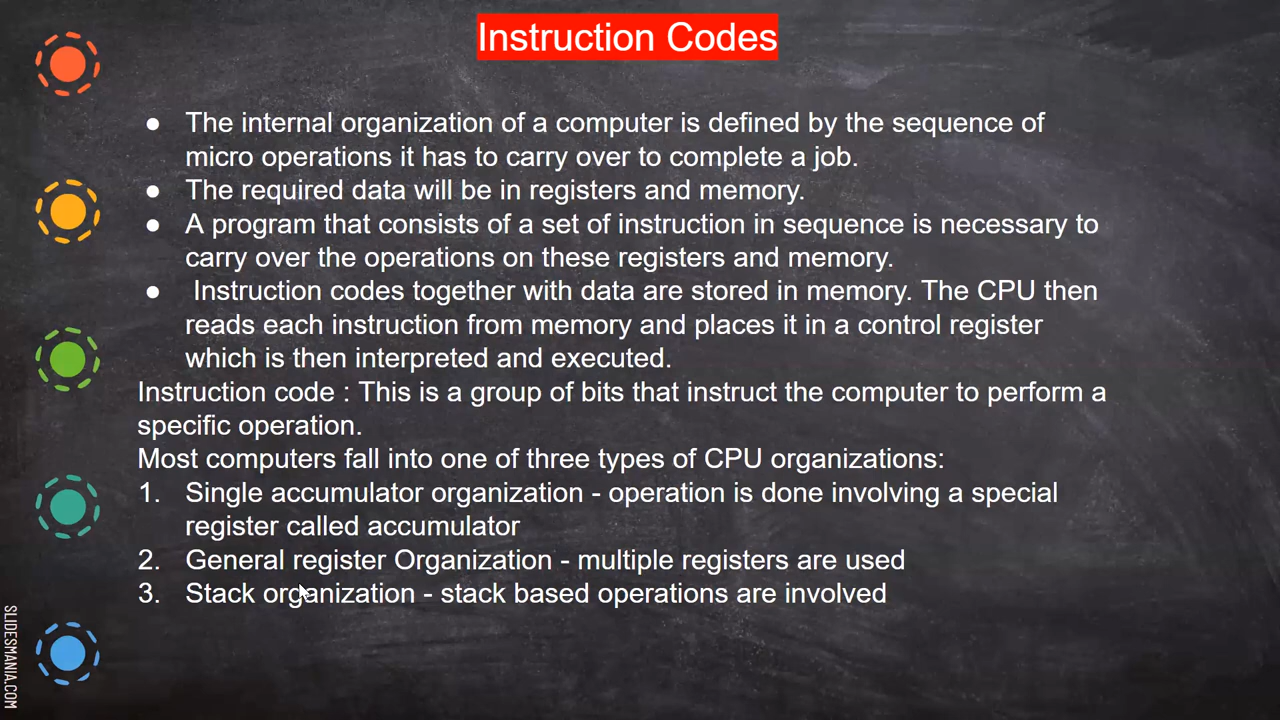 Instruction Codes
● The internal organization of a computer is defined by the sequence of
micro operations it has to carry over to complete a job.
● The required data will be in registers and memory.
● A program that consists of a set of instruction in sequence is necessary to
carry over the operations on these registers and memory.
● Instruction codes together with data are stored in memory. The CPU then
reads each instruction from memory and places it in a control register
which is then interpreted and executed.
Instruction code : This is a group of bits that instruct the computer to perform a
specific operation.
Most computers fall into one of three types of CPU organizations:
1. Single accumulator organization - operation is done involving a special
register called accumulator
2. General register Organization - multiple registers are used
3. Stack organization - stack based operations are involved
SLIDESMANIA.COM